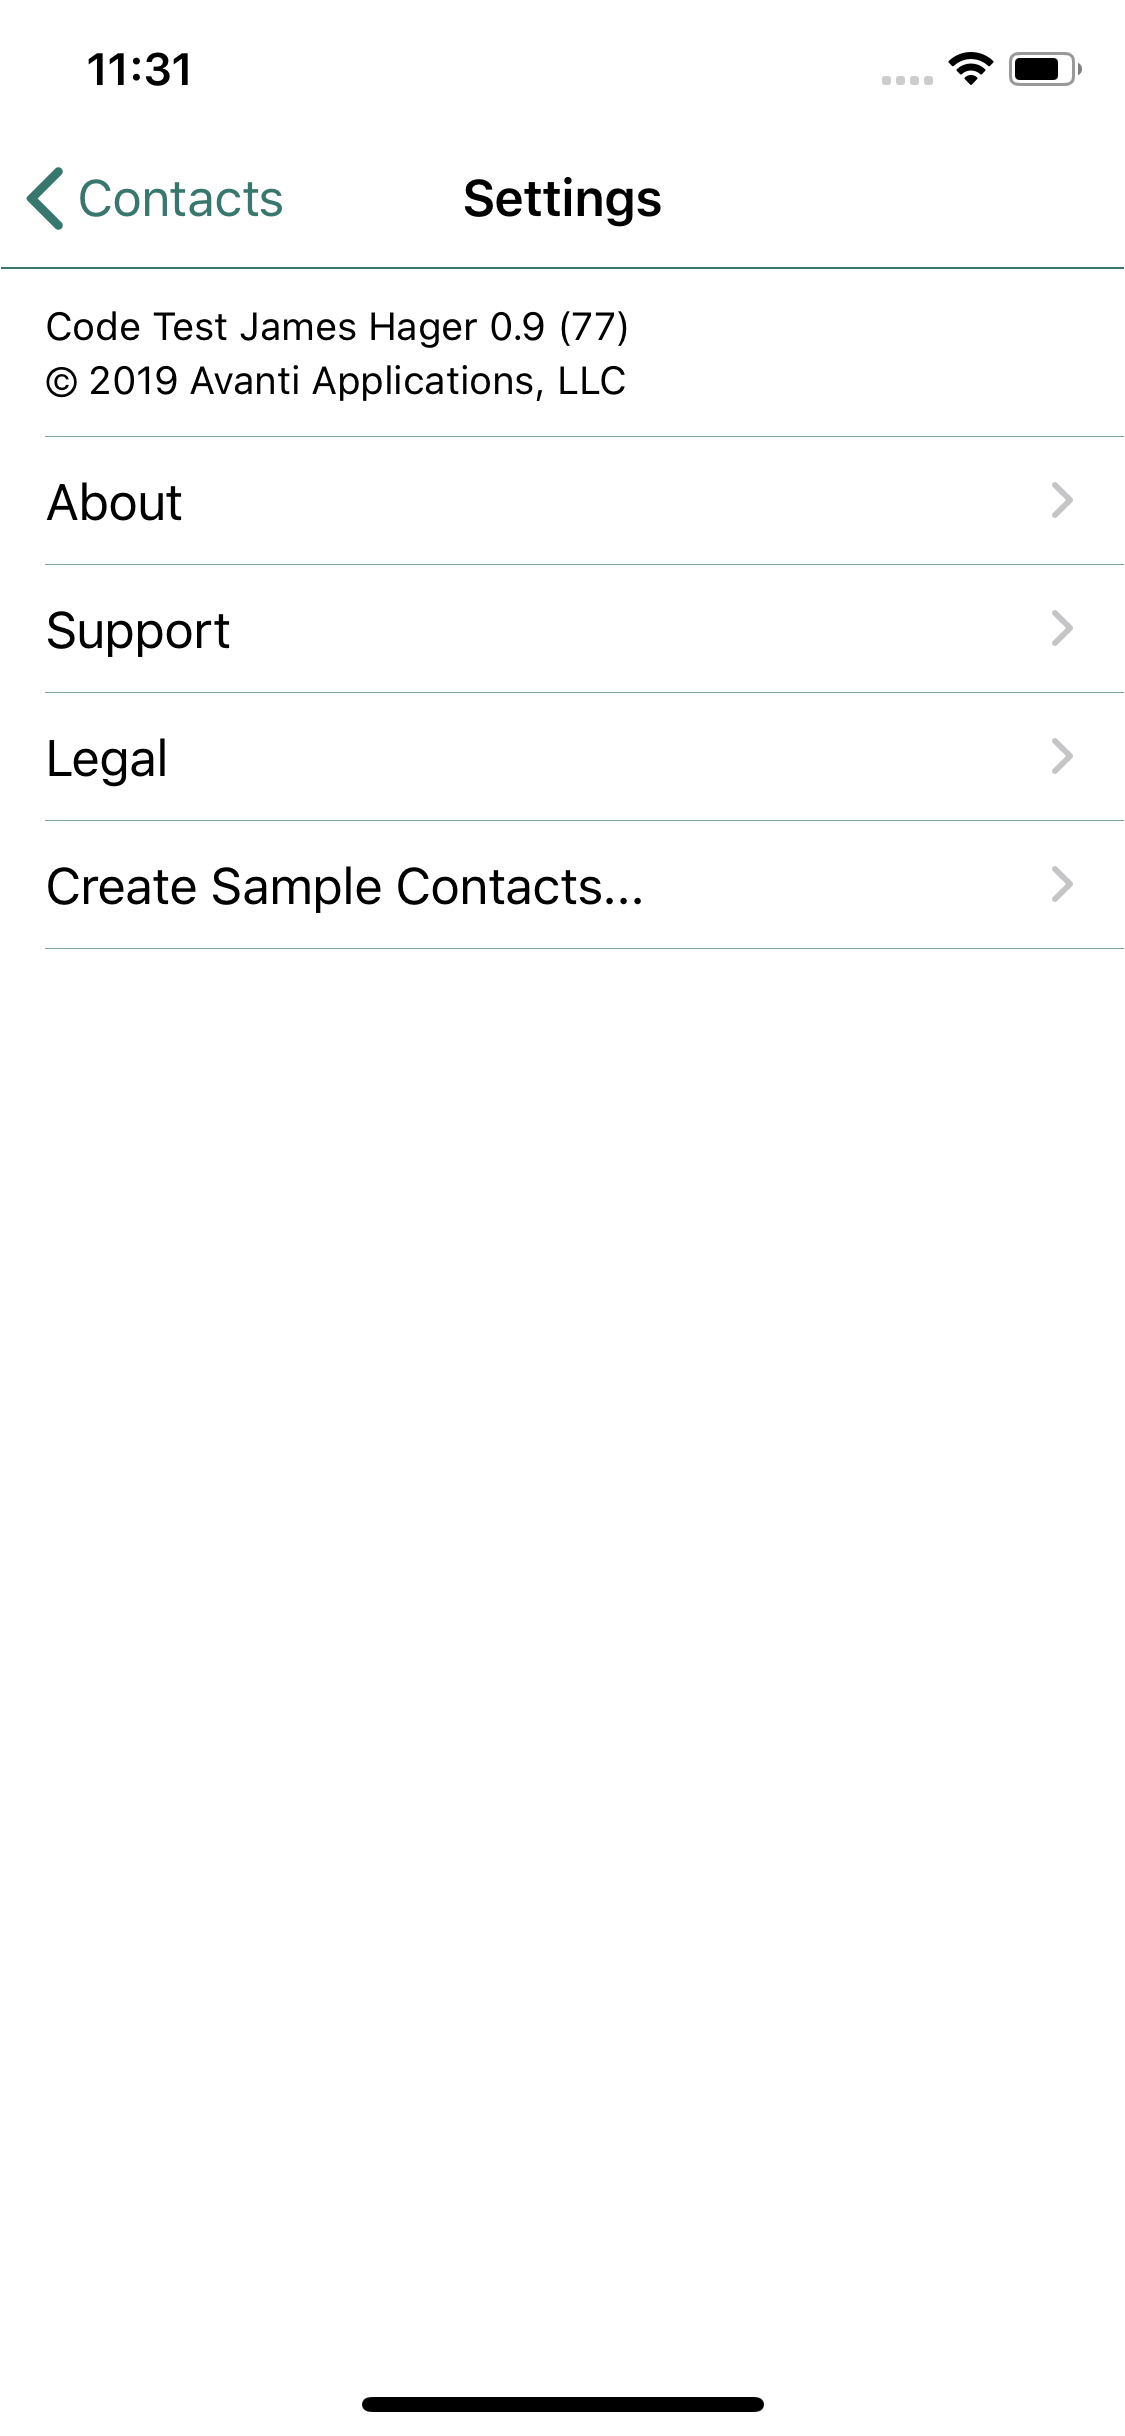 11:31
Contacts
Settings
Code Test James Hager 0.9 (77)
© 2019 Avanti Applications, LLC
About
Support
Legal
Create Sample Contacts...